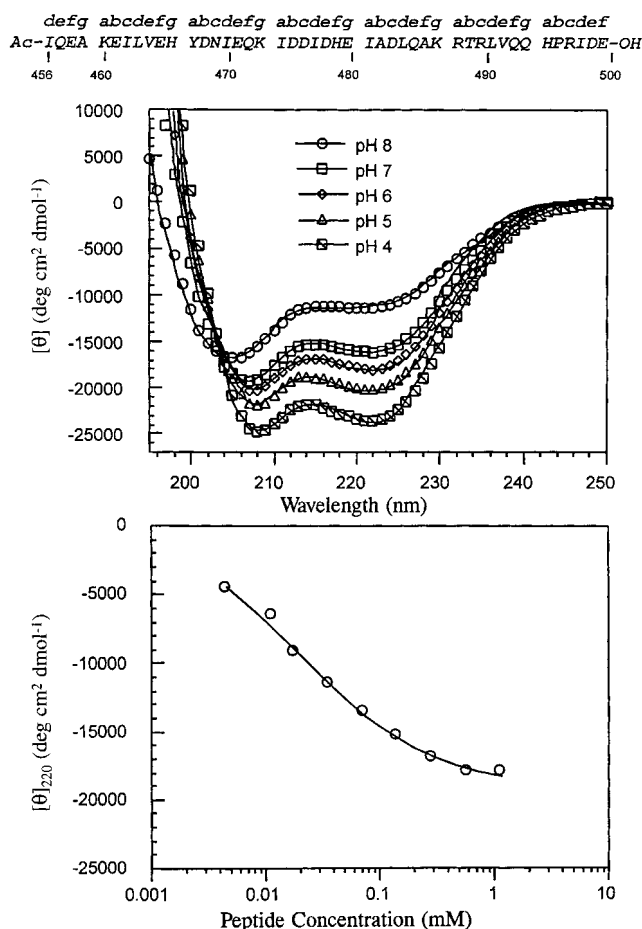 defg abcdefg abcdefg abcdefg abcdefg abcdefg abcdef
Ac-IQEA KEILVEH YDNIEQK IDDIDHE IADLQAK RTRLVQQ HPRIDE-OH
456 460 470 480 490 500
10000
5000
0
-5000
-10000
-15000
-20000
-25000
[θ] (deg cm² dmol⁻¹)
pH 8
pH 7
pH 6
pH 5
pH 4
200 210 220 230 240 250
Wavelength (nm)
0
-5000
-10000
-15000
-20000
-25000
[θ]₂₂₀ (deg cm² dmol⁻¹)
0.001 0.01 0.1 1 10
Peptide Concentration (mM)